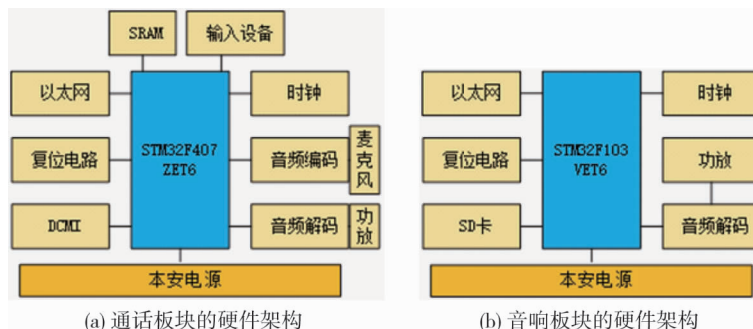 SRAM
输入设备
以太网
时钟
复位电路
STM32F407
ZET6
音频编码
麦克风
DCMI
音频解码
功放
本安电源
(a) 通话板块的硬件架构
以太网
时钟
复位电路
STM32F103
VET6
功放
SD卡
音频解码
本安电源
(b) 音响板块的硬件架构